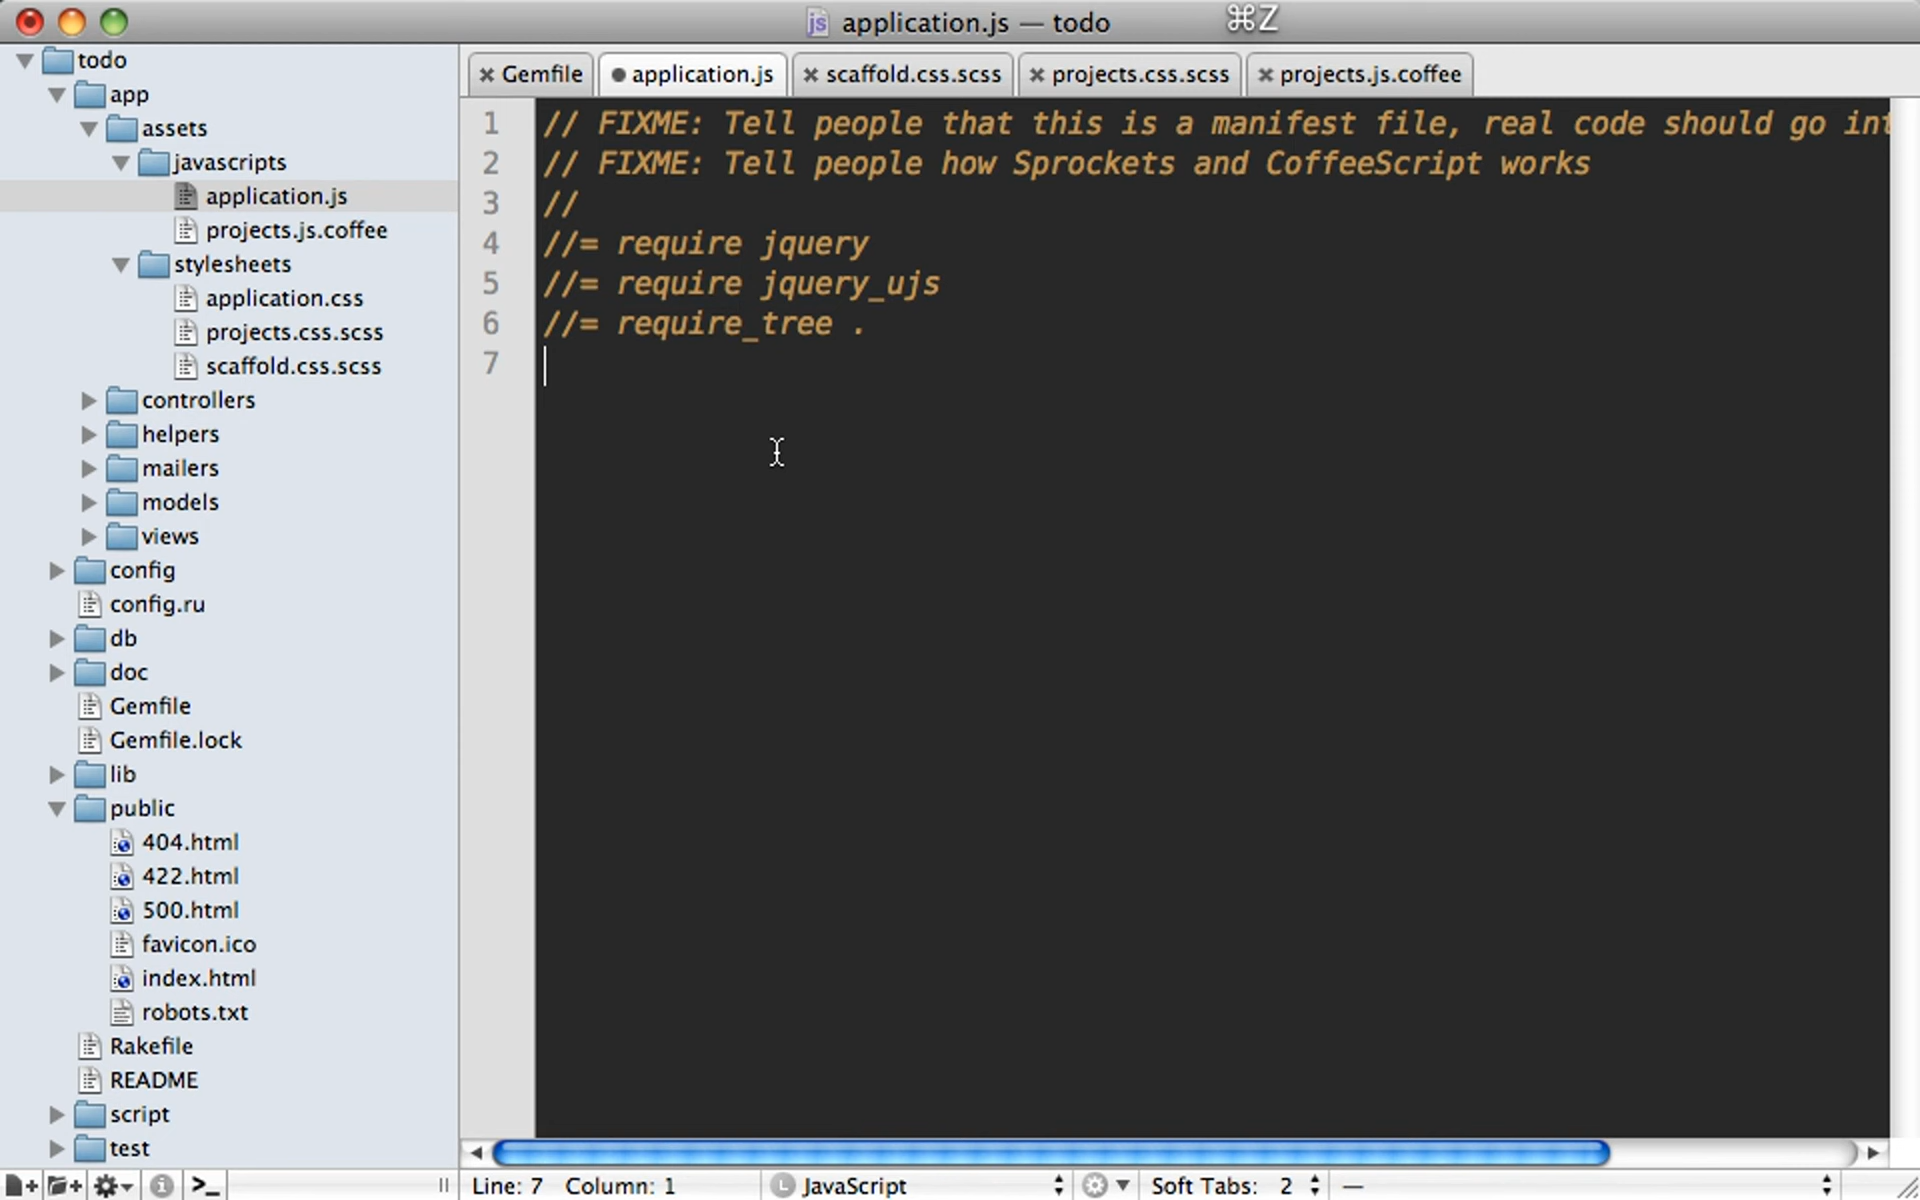 application.js — todo
⌘Z
todo
app
assets
javascripts
application.js
projects.js.coffee
stylesheets
application.css
projects.css.scss
scaffold.css.scss
controllers
helpers
mailers
models
views
config
config.ru
db
doc
Gemfile
Gemfile.lock
lib
public
404.html
422.html
500.html
favicon.ico
index.html
robots.txt
Rakefile
README
script
test
Gemfile application.js scaffold.css.scss projects.css.scss projects.js.coffee
1 // FIXME: Tell people that this is a manifest file, real code should go int
2 // FIXME: Tell people how Sprockets and CoffeeScript works
3 //
4 //= require jquery
5 //= require jquery_ujs
6 //= require_tree .
7
Line: 7 Column: 1 L JavaScript Soft Tabs: 2 —